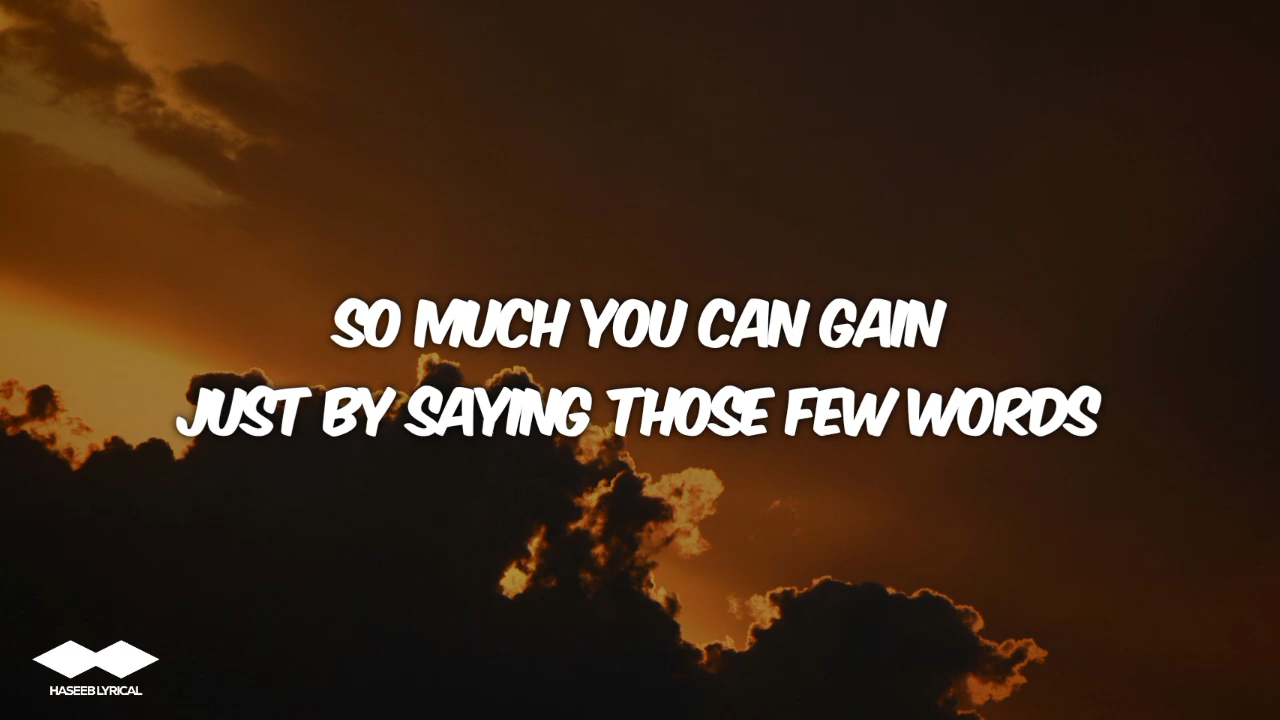 SO MUCH YOU CAN GAIN
JUST BY SAYING THOSE FEW WORDS
HASEEB LYRICAL